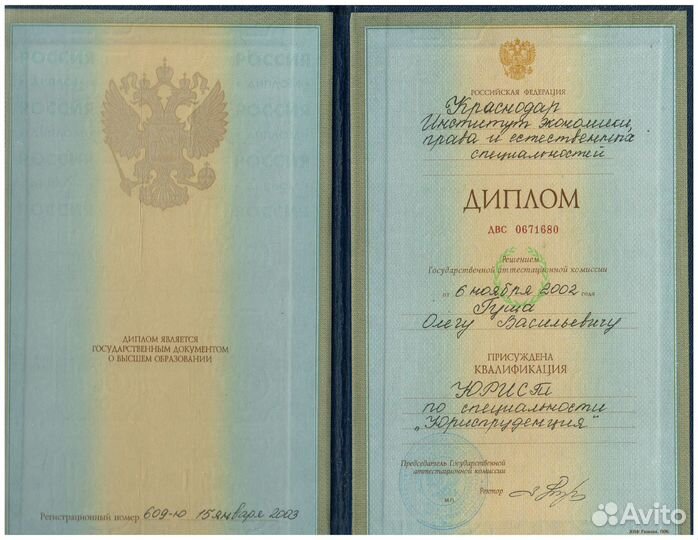 ДИПЛОМ ЯВЛЯЕТСЯ
ГОСУДАРСТВЕННЫМ ДОКУМЕНТОМ
О ВЫСШЕМ ОБРАЗОВАНИИ
Регистрационный номер 609-ю 15 января 2003
РОССИЙСКАЯ ФЕДЕРАЦИЯ
Краснодар
Институт экономики,
права и естественных
специальностей
ДИПЛОМ
ДВС 0671680
Решением
Государственной аттестационной комиссии
от 6 ноября 2002 года
Гуша
Олегу Васильевичу
ПРИСУЖДЕНА
КВАЛИФИКАЦИЯ
ЮРИСТ
по специальности
"Юриспруденция"
Председатель Государственной
аттестационной комиссии
Ректор
М.П.
Avito